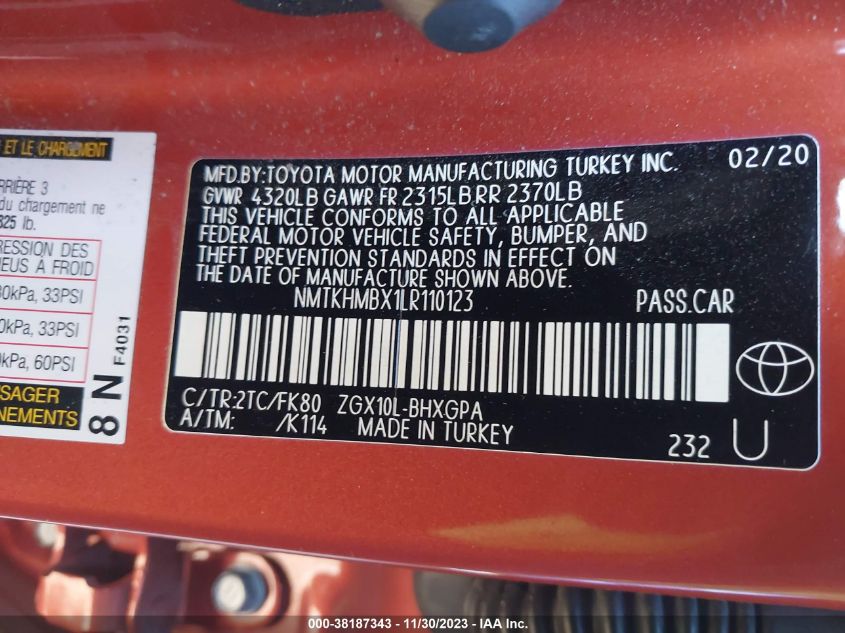 ET LE CHARGEMENT
RRIÈRE 3
du chargement ne
825 lb.
RESSION DES
NEUS À FROID
0kPa, 33PSI
0kPa, 33PSI
0kPa, 60PSI
SSAGER
GNEMENTS
8 N F4031
MFD.BY:TOYOTA MOTOR MANUFACTURING TURKEY INC. 02/20
GVWR 4320LB GAWR FR 2315LB RR 2370LB
THIS VEHICLE CONFORMS TO ALL APPLICABLE
FEDERAL MOTOR VEHICLE SAFETY, BUMPER, AND
THEFT PREVENTION STANDARDS IN EFFECT ON
THE DATE OF MANUFACTURE SHOWN ABOVE.
NMTKHMBX1LR110123 PASS.CAR
C/TR:2TC/FK80 ZGX10L-BHXGPA
A/TM: /K114 MADE IN TURKEY
232 U
000-38187343 - 11/30/2023 - © IAA Inc.